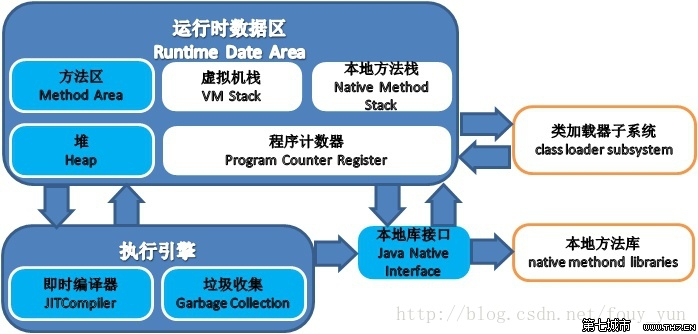 运行时数据区
Runtime Date Area
方法区
Method Area
虚拟机栈
VM Stack
本地方法栈
Native Method
Stack
堆
Heap
程序计数器
Program Counter Register
类加载器子系统
class loader subsystem
执行引擎
即时编译器
JITCompiler
垃圾收集
Garbage Collection
本地库接口
Java Native
Interface
本地方法库
native methond libraries
http://blog.csdn.net/fouy_yun
第七城市 WWW.TH7.CN